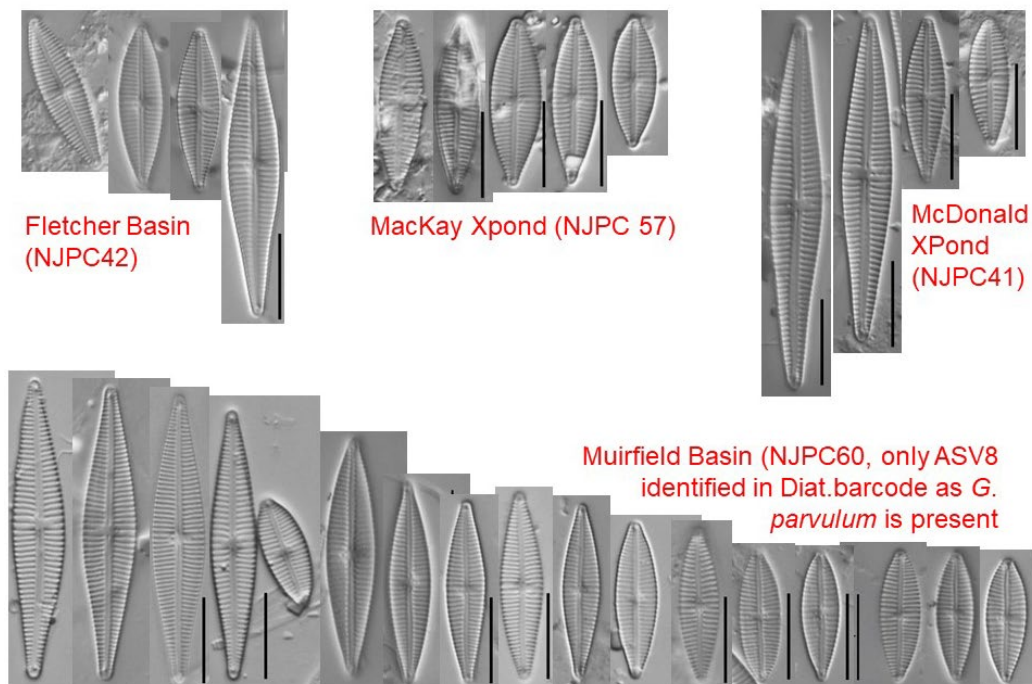 Fletcher Basin
(NJPC42)
MacKay Xpond (NJPC 57)
McDonald
XPond
(NJPC41)
Muirfield Basin (NJPC60, only ASV8
identified in Diat.barcode as G.
parvulum is present